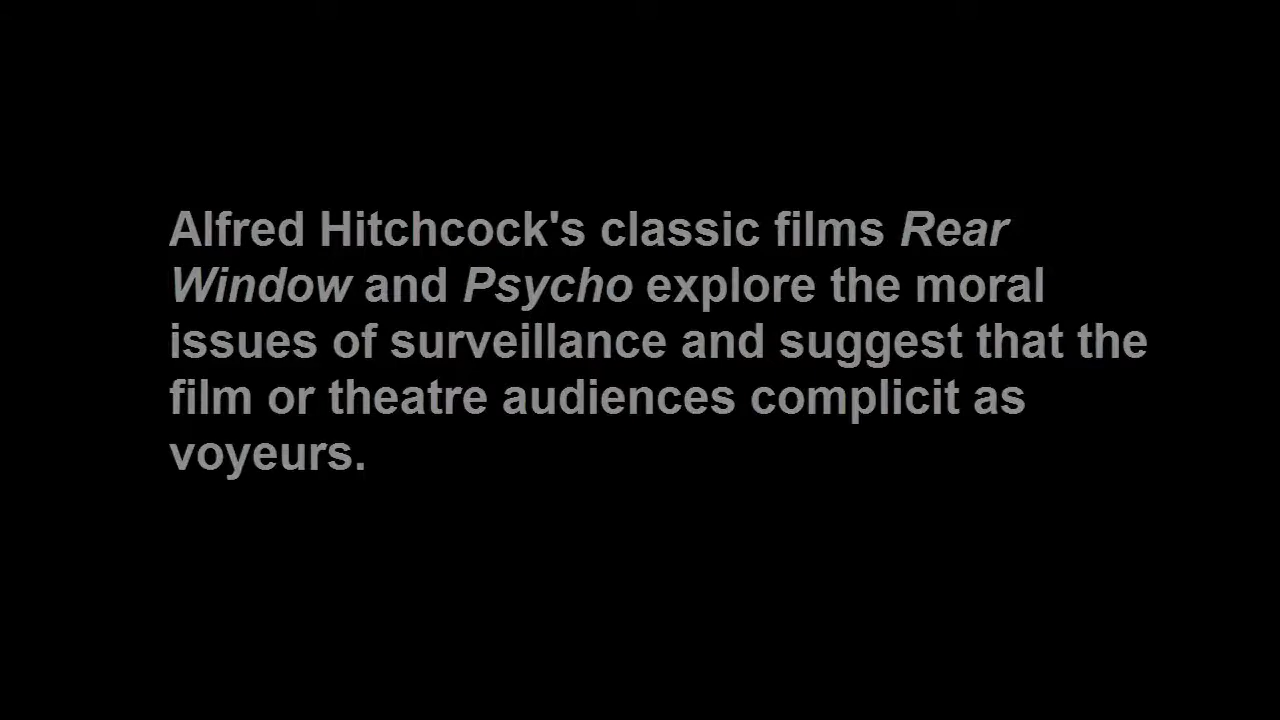 Alfred Hitchcock's classic films Rear
Window and Psycho explore the moral
issues of surveillance and suggest that the
film or theatre audiences complicit as
voyeurs.